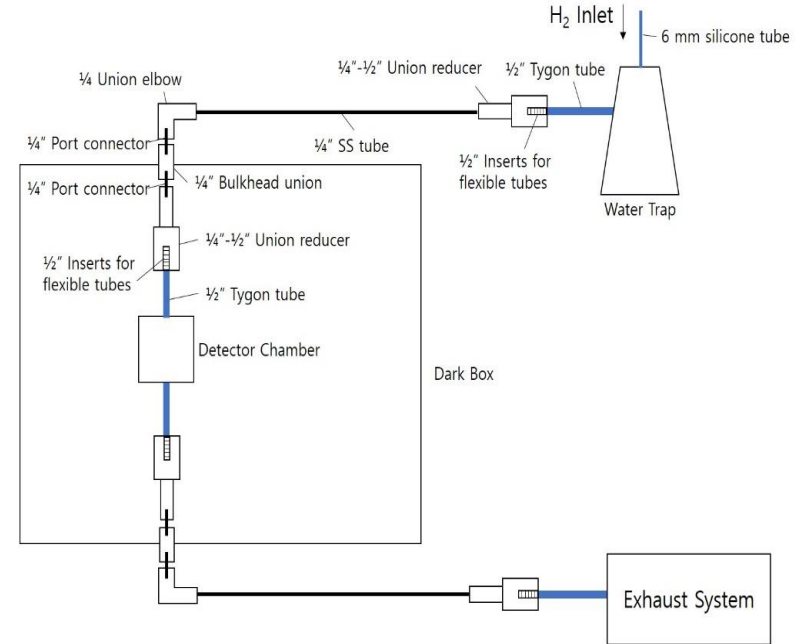 H₂ Inlet
6 mm silicone tube
¼"-½" Union reducer
½" Tygon tube
¼ Union elbow
¼" Port connector
¼" SS tube
½" Inserts for
flexible tubes
Water Trap
¼" Port connector
¼" Bulkhead union
¼"-½" Union reducer
½" Inserts for
flexible tubes
½" Tygon tube
Detector Chamber
Dark Box
Exhaust System